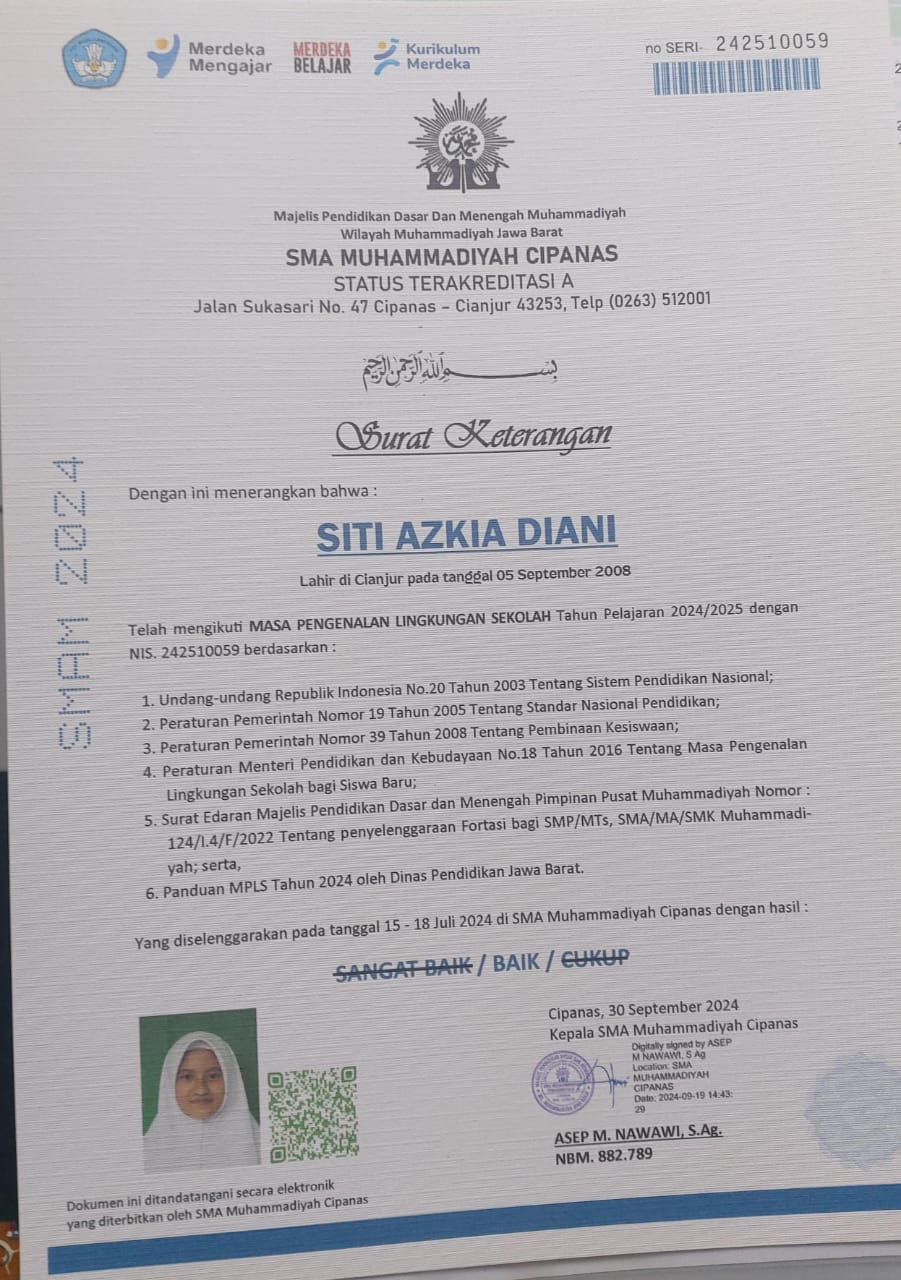 Merdeka
Mengajar
MERDEKA
BELAJAR
Kurikulum
Merdeka
no SERI- 242510059
Majelis Pendidikan Dasar Dan Menengah Muhammadiyah
Wilayah Muhammadiyah Jawa Barat
SMA MUHAMMADIYAH CIPANAS
STATUS TERAKREDITASI A
Jalan Sukasari No. 47 Cipanas – Cianjur 43253, Telp (0263) 512001
بسم الله الرحمن الرحيم
Surat Keterangan
SMAM 2024
Dengan ini menerangkan bahwa :
SITI AZKIA DIANI
Lahir di Cianjur pada tanggal 05 September 2008
Telah mengikuti MASA PENGENALAN LINGKUNGAN SEKOLAH Tahun Pelajaran 2024/2025 dengan
NIS. 242510059 berdasarkan :
1. Undang-undang Republik Indonesia No.20 Tahun 2003 Tentang Sistem Pendidikan Nasional;
2. Peraturan Pemerintah Nomor 19 Tahun 2005 Tentang Standar Nasional Pendidikan;
3. Peraturan Pemerintah Nomor 39 Tahun 2008 Tentang Pembinaan Kesiswaan;
4. Peraturan Menteri Pendidikan dan Kebudayaan No.18 Tahun 2016 Tentang Masa Pengenalan
Lingkungan Sekolah bagi Siswa Baru;
5. Surat Edaran Majelis Pendidikan Dasar dan Menengah Pimpinan Pusat Muhammadiyah Nomor :
124/I.4/F/2022 Tentang penyelenggaraan Fortasi bagi SMP/MTs, SMA/MA/SMK Muhammadi-
yah; serta,
6. Panduan MPLS Tahun 2024 oleh Dinas Pendidikan Jawa Barat.
Yang diselenggarakan pada tanggal 15 - 18 Juli 2024 di SMA Muhammadiyah Cipanas dengan hasil :
SANGAT BAIK / BAIK / CUKUP
Cipanas, 30 September 2024
Kepala SMA Muhammadiyah Cipanas
Digitally signed by ASEP
M NAWAWI, S Ag
Location: SMA
MUHAMMADIYAH
CIPANAS
Date: 2024-09-19 14:43:
29
ASEP M. NAWAWI, S.Ag.
NBM. 882.789
Dokumen ini ditandatangani secara elektronik
yang diterbitkan oleh SMA Muhammadiyah Cipanas